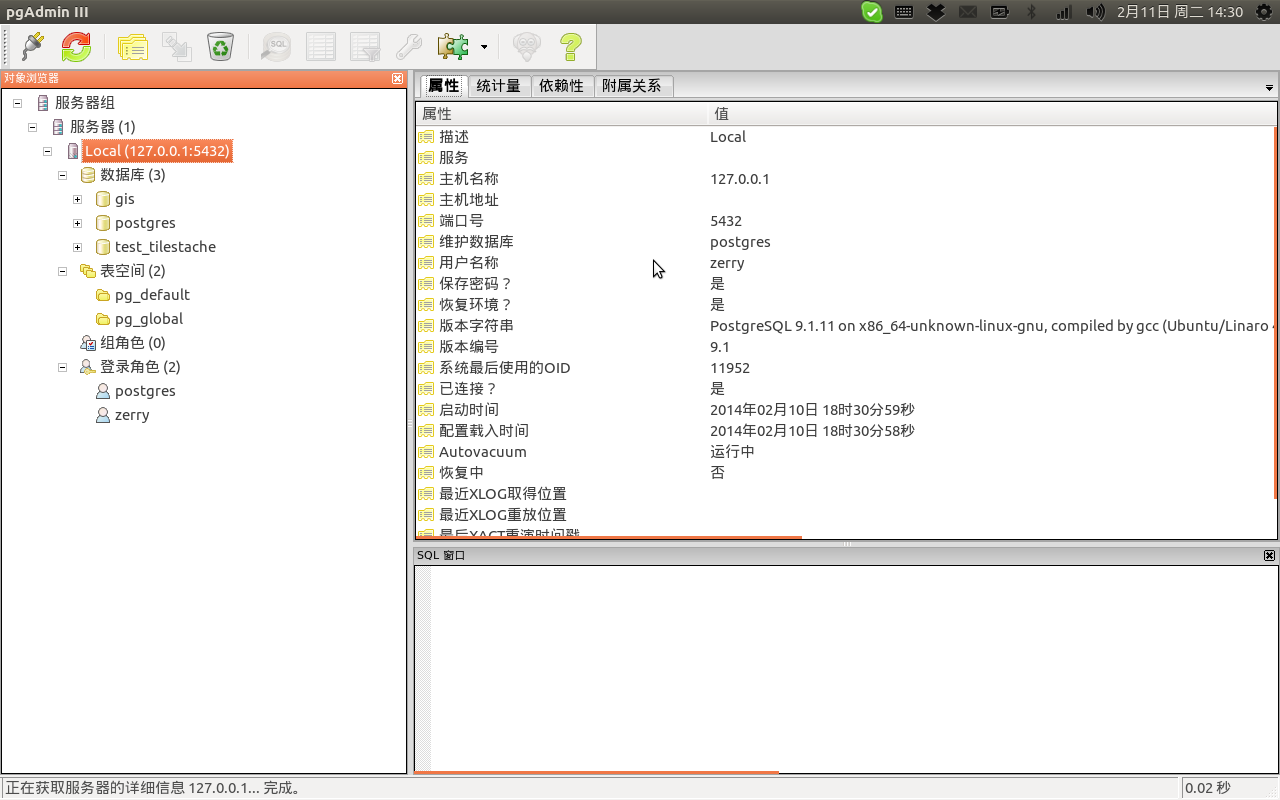 pgAdmin III
2月11日 周二 14:30
SQL
对象浏览器
服务器组
服务器 (1)
Local (127.0.0.1:5432)
数据库 (3)
gis
postgres
test_tilestache
表空间 (2)
pg_default
pg_global
组角色 (0)
登录角色 (2)
postgres
zerry
属性 统计量 依赖性 附属关系
属性 值
描述 Local
服务
主机名称 127.0.0.1
主机地址
端口号 5432
维护数据库 postgres
用户名称 zerry
保存密码？ 是
恢复环境？ 是
版本字符串 PostgreSQL 9.1.11 on x86_64-unknown-linux-gnu, compiled by gcc (Ubuntu/Linaro
版本编号 9.1
系统最后使用的OID 11952
已连接？ 是
启动时间 2014年02月10日 18时30分59秒
配置载入时间 2014年02月10日 18时30分58秒
Autovacuum 运行中
恢复中 否
最近XLOG取得位置
最近XLOG重放位置
最后XACT重演时间戳
SQL 窗口
正在获取服务器的详细信息 127.0.0.1... 完成。 0.02 秒